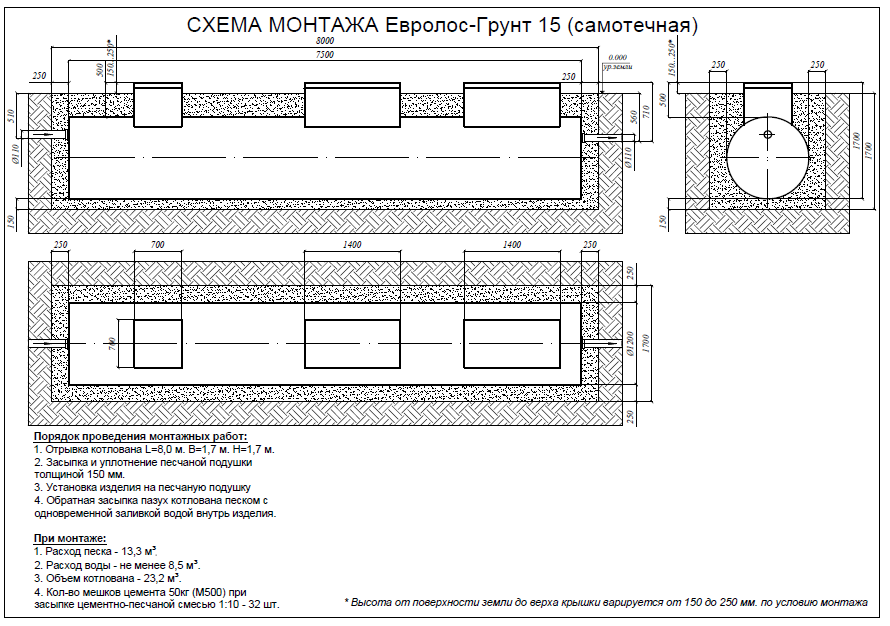 СХЕМА МОНТАЖА Евролос-Грунт 15 (самотечная)
8000
7500
250
500
150...250*
250
0.000
ур.земли
510
Ø110
150
560
710
Ø110
150...250*
250
250
500
1700
1700
150
250
700
1400
1400
250
250
700
Ø1200
1700
250
Порядок проведения монтажных работ:
1. Отрывка котлована L=8,0 м. B=1,7 м. H=1,7 м.
2. Засыпка и уплотнение песчаной подушки
толщиной 150 мм.
3. Установка изделия на песчаную подушку
4. Обратная засыпка пазух котлована песком с
одновременной заливкой водой внутрь изделия.
При монтаже:
1. Расход песка - 13,3 м³.
2. Расход воды - не менее 8,5 м³.
3. Объем котлована - 23,2 м³.
4. Кол-во мешков цемента 50кг (М500) при
засыпке цементно-песчаной смесью 1:10 - 32 шт.
* Высота от поверхности земли до верха крышки варируется от 150 до 250 мм. по условию монтажа